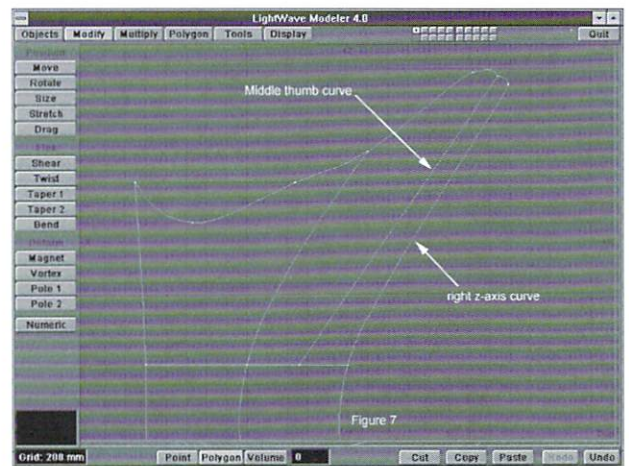 LightWave Modeler 4.0
Objects Modify Multiply Polygon Tools Display Quit
Move
Rotate
Size
Stretch
Drag
Shear
Twist
Taper 1
Taper 2
Bend
Magnet
Vortex
Pole 1
Pole 2
Numeric
Middle thumb curve
right z-axis curve
Figure 7
Grid: 200 mm Point Polygon Volume 0 Cut Copy Paste Undo